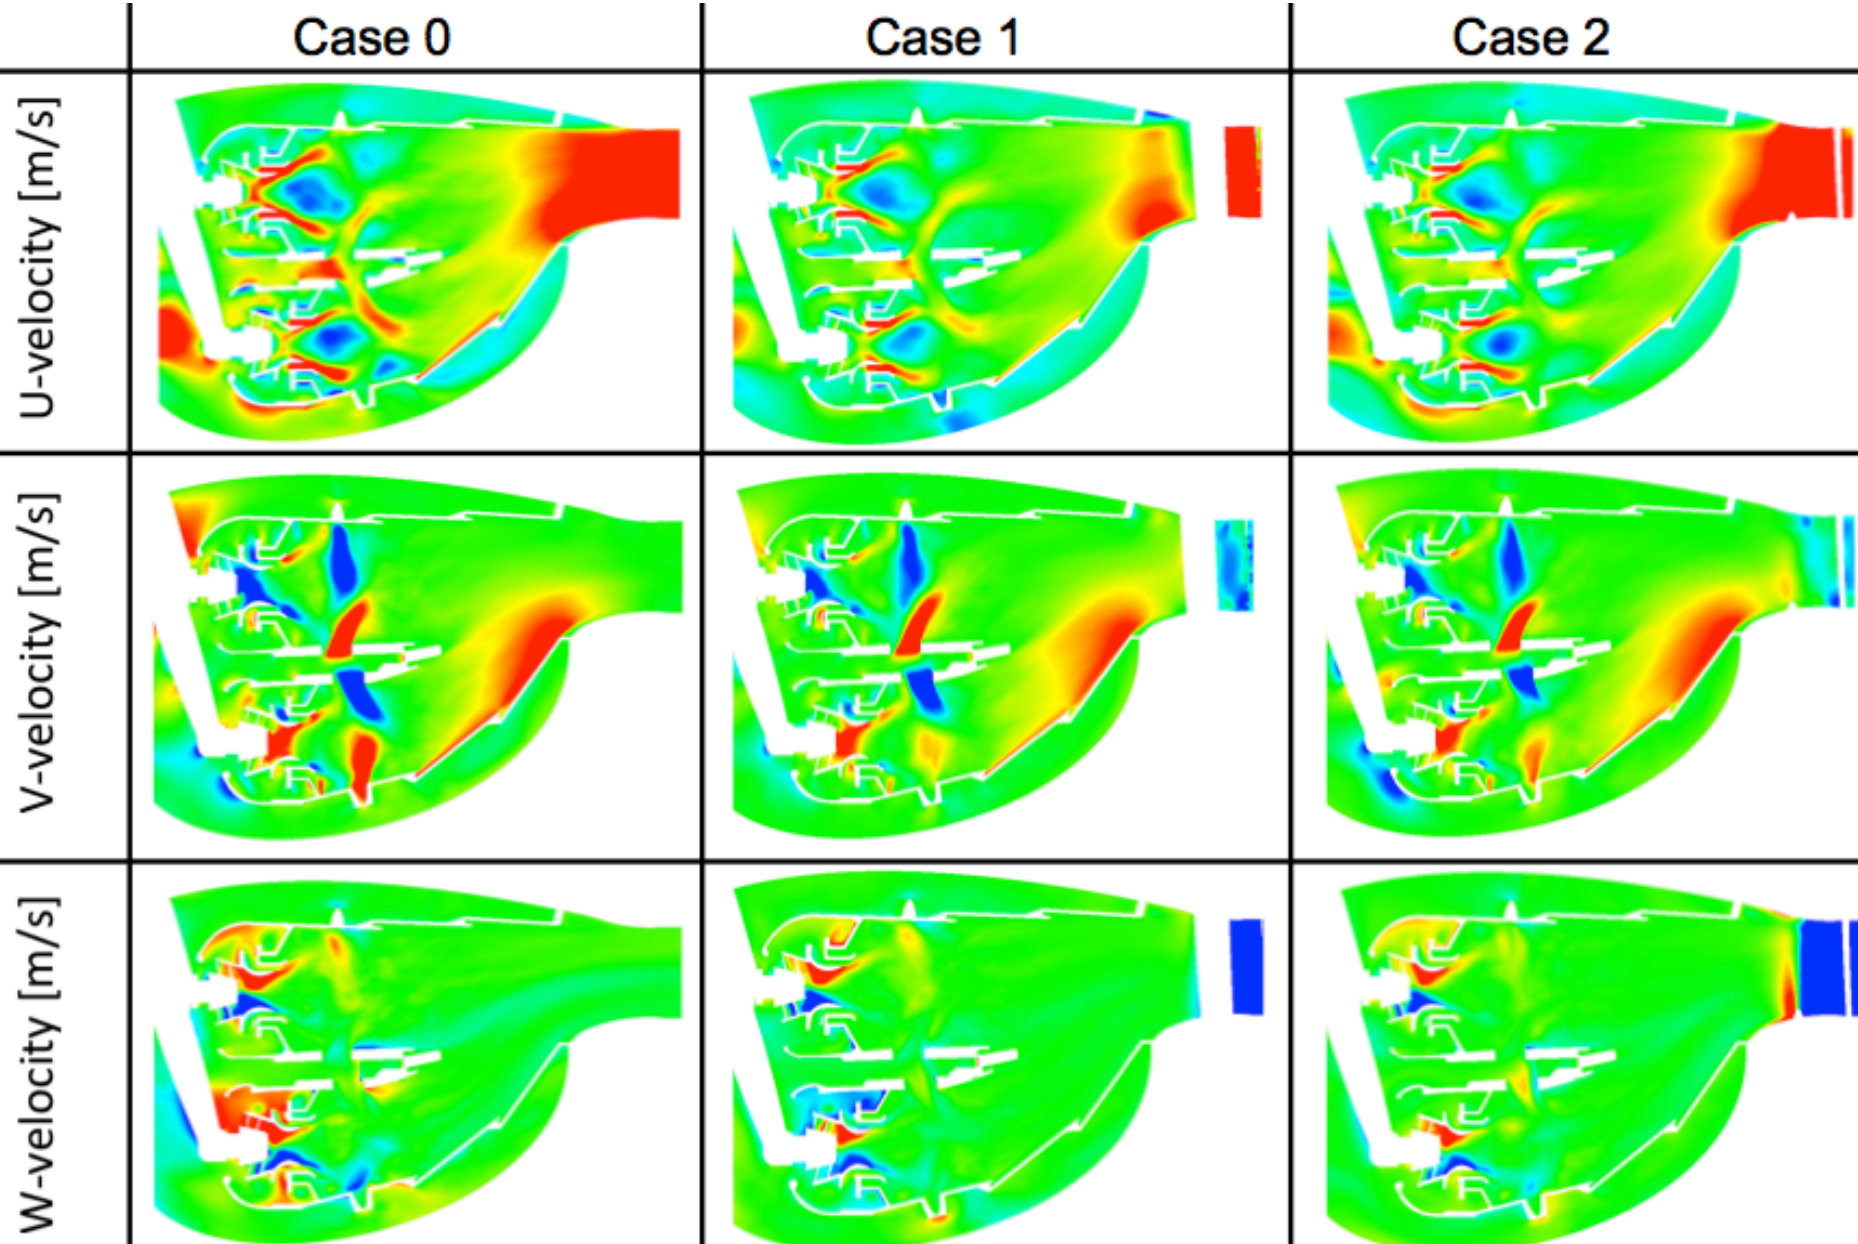 Case 0
Case 1
Case 2
U-velocity [m/s]
V-velocity [m/s]
W-velocity [m/s]